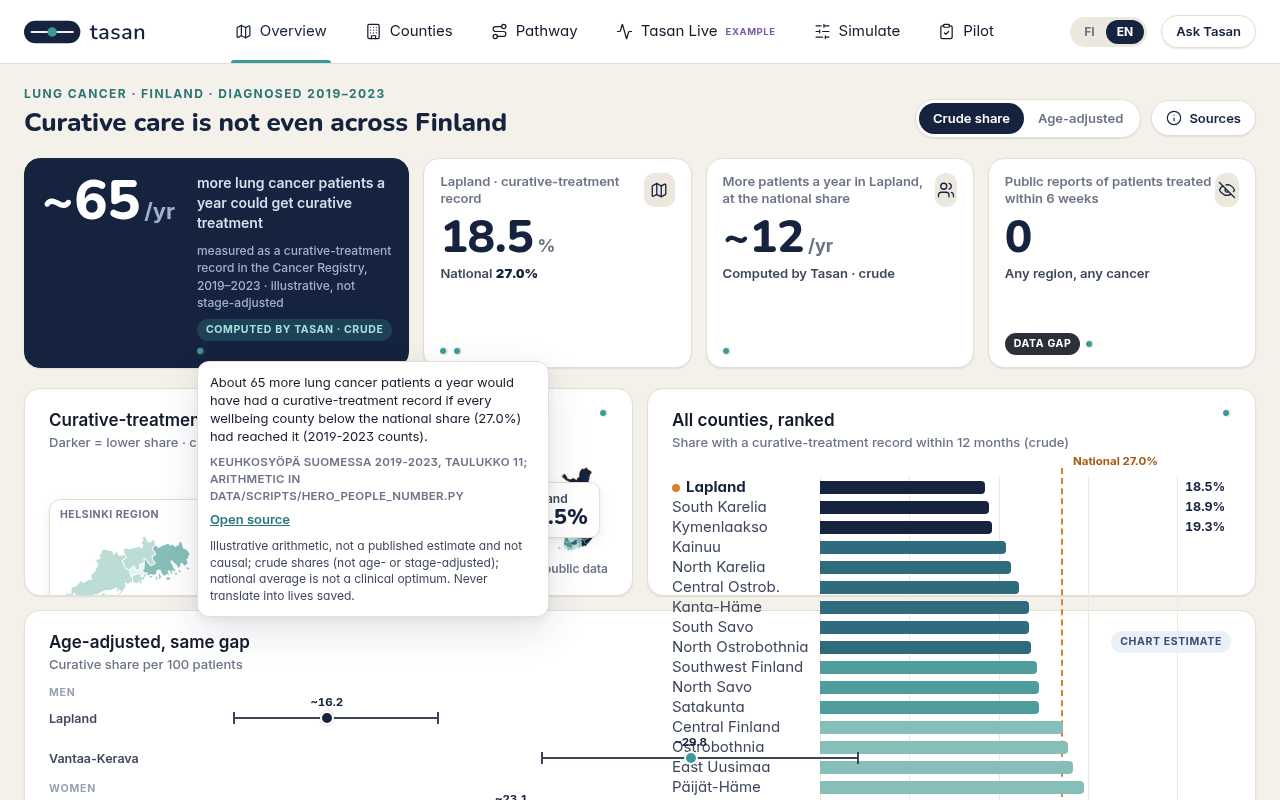 tasan
Overview
Counties
Pathway
Tasan Live EXAMPLE
Simulate
Pilot
FI EN
Ask Tasan
LUNG CANCER · FINLAND · DIAGNOSED 2019–2023
Curative care is not even across Finland
Crude share
Age-adjusted
Sources
~65 /yr
more lung cancer patients a
year could get curative
treatment
measured as a curative-treatment
record in the Cancer Registry,
2019–2023 · illustrative, not
stage-adjusted
COMPUTED BY TASAN · CRUDE
Lapland · curative-treatment
record
18.5 %
National 27.0%
More patients a year in Lapland,
at the national share
~12 /yr
Computed by Tasan · crude
Public reports of patients treated
within 6 weeks
0
Any region, any cancer
DATA GAP
About 65 more lung cancer patients a year would
have had a curative-treatment record if every
wellbeing county below the national share (27.0%)
had reached it (2019-2023 counts).
KEUHKOSYÖPÄ SUOMESSA 2019-2023, TAULUKKO 11;
ARITHMETIC IN
DATA/SCRIPTS/HERO_PEOPLE_NUMBER.PY
Open source
Illustrative arithmetic, not a published estimate and not
causal; crude shares (not age- or stage-adjusted);
national average is not a clinical optimum. Never
translate into lives saved.
Darker = lower share ·
HELSINKI REGION
.5%
data
All counties, ranked
Share with a curative-treatment record within 12 months (crude)
National 27.0%
Lapland 18.5%
South Karelia 18.9%
Kymenlaakso 19.3%
Kainuu
North Karelia
Central Ostrob.
Kanta-Häme
South Savo
North Ostrobothnia
Southwest Finland
North Savo
Satakunta
Central Finland
Ostrobothnia
East Uusimaa
Päijät-Häme
Age-adjusted, same gap
Curative share per 100 patients
CHART ESTIMATE
MEN
~16.2
Lapland
~29.8
Vantaa-Kerava
WOMEN
~23.1